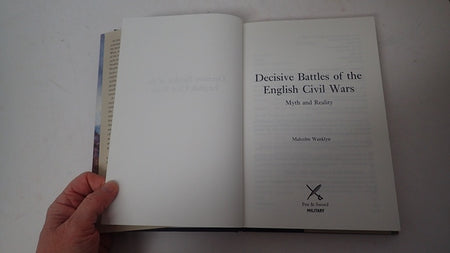 Decisive Battles of the
English Civil Wars
Myth and Reality
Malcolm Wanklyn
Pen & Sword
MILITARY